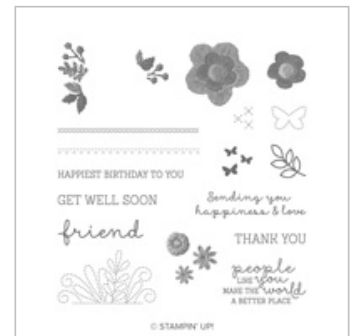 HAPPIEST BIRTHDAY TO YOU
GET WELL SOON
Sending you
happiness & love
friend
THANK YOU
people
LIKE you
MAKE THE world
A BETTER PLACE
© STAMPIN' UP!